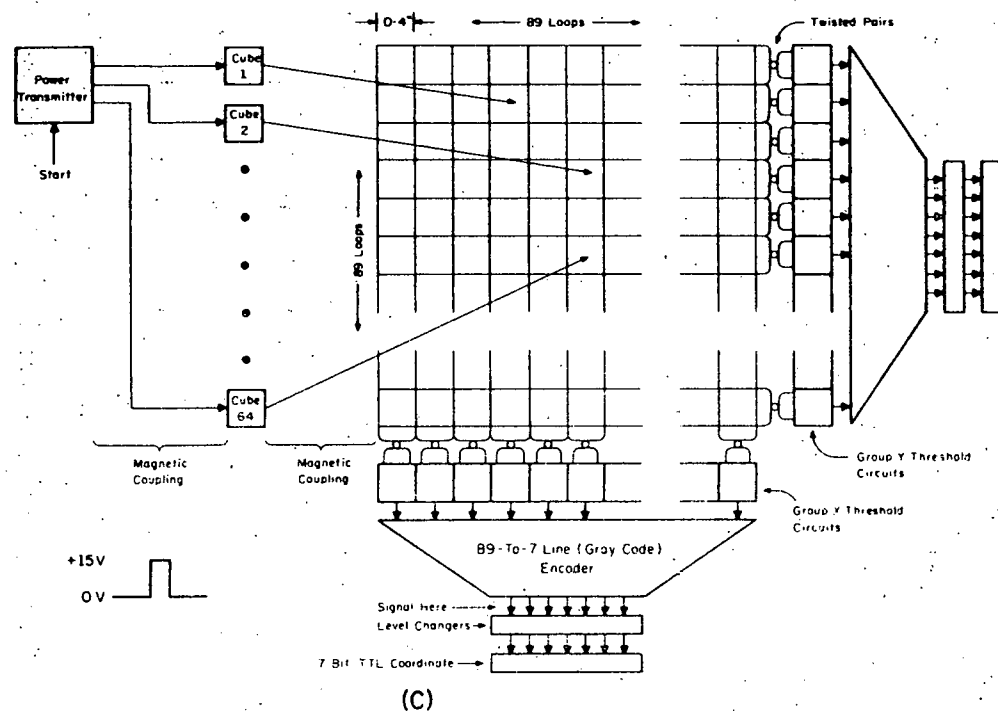 0-4"
89 Loops
Twisted Pairs
Power
Transmitter
Start
Cube
1
Cube
2
89 Loops
Cube
64
Magnetic
Coupling
Magnetic
Coupling
Group Y Threshold
Circuits
Group X Threshold
Circuits
89-To-7 Line (Gray Code)
Encoder
+15V
0V
Signal Here
Level Changers
7 Bit TTL Coordinate
(C)